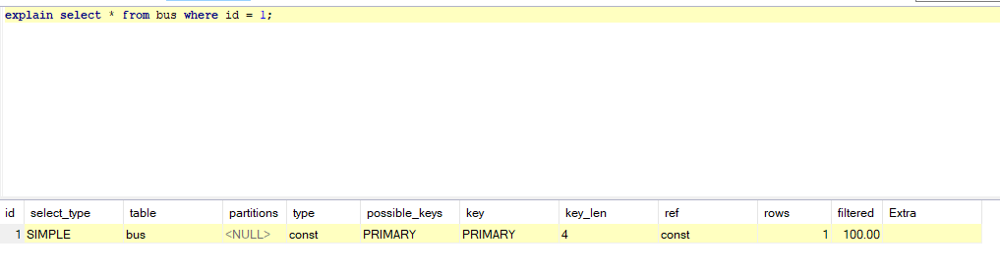 explain select * from bus where id = 1;
id select_type table partitions type possible_keys key key_len ref rows filtered Extra
1 SIMPLE bus <NULL> const PRIMARY PRIMARY 4 const 1 100.00